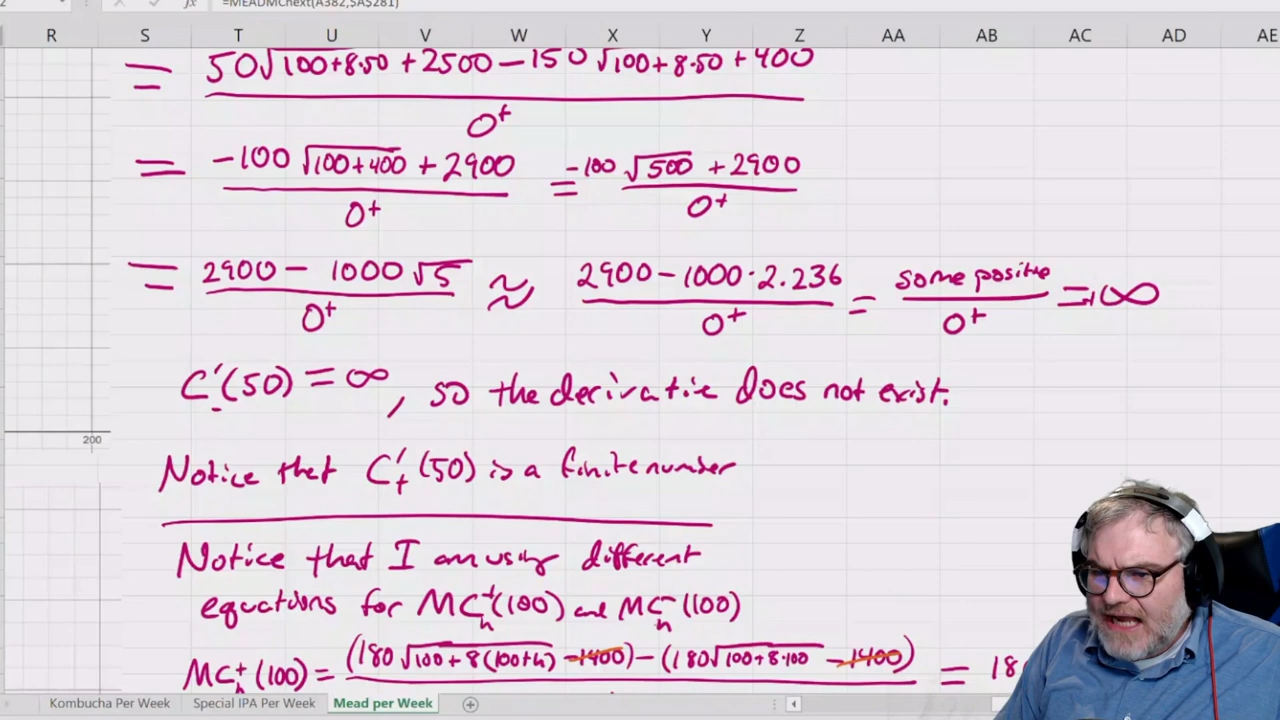 =MEADMCnext(A382,$A$281)
R S T U V W X Y Z AA AB AC AD AE
= (50√(100+8·50) + 2500 − 150√(100+8·50) + 400) / 0⁺
= (-100√(100+400) + 2900) / 0⁺ = (-100√500 + 2900) / 0⁺
= (2900 − 1000√5) / 0⁺ ≈ (2900 − 1000·2.236) / 0⁺ = some positive / 0⁺ = +∞
C'₋(50) = ∞, so the derivative does not exist.
200
Notice that C'₊(50) is a finite number
Notice that I am using different
equations for MCₕ⁺(100) and MCₕ⁻(100)
MCₕ⁺(100) = (180√(100+8(100+h)) −1400) − (180√(100+8·100) −1400) = 18
Kombucha Per Week Special IPA Per Week Mead per Week